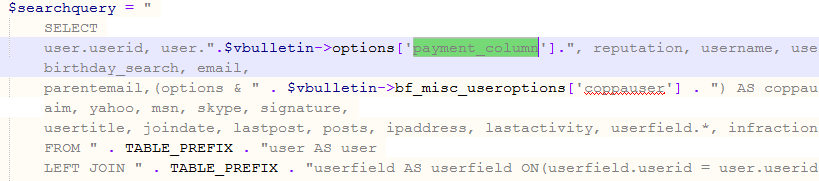 $searchquery = "
SELECT
user.userid, user.".$vbulletin->options['payment_column'].", reputation, username, use
birthday_search, email,
parentemail,(options & " . $vbulletin->bf_misc_useroptions['coppauser'] . ") AS coppau
aim, yahoo, msn, skype, signature,
usertitle, joindate, lastpost, posts, ipaddress, lastactivity, userfield.*, infraction
FROM " . TABLE_PREFIX . "user AS user
LEFT JOIN " . TABLE_PREFIX . "userfield AS userfield ON(userfield.userid = user.userid